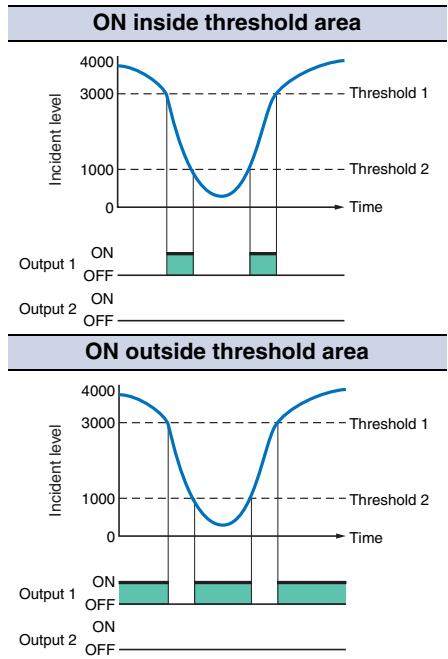 ON inside threshold area
4000
3000
1000
0
Incident level
Threshold 1
Threshold 2
Time
Output 1
ON
OFF
Output 2
ON
OFF
ON outside threshold area
4000
3000
1000
0
Incident level
Threshold 1
Threshold 2
Time
Output 1
ON
OFF
Output 2
ON
OFF